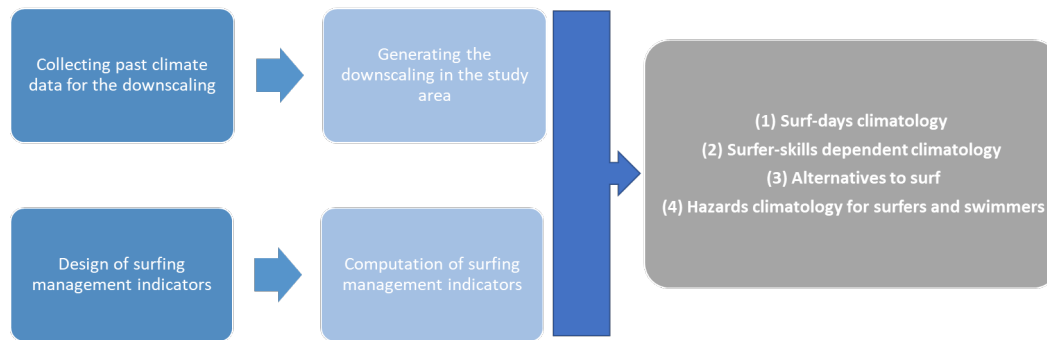 Collecting past climate
data for the downscaling
Generating the
downscaling in the study
area
Design of surfing
management indicators
Computation of surfing
management indicators
(1) Surf-days climatology
(2) Surfer-skills dependent climatology
(3) Alternatives to surf
(4) Hazards climatology for surfers and swimmers